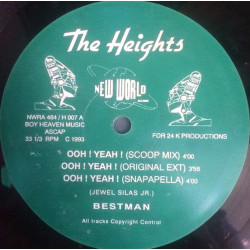 The Heights
NEW WORLD
NWRA 464 / H 007 A
BOY HEAVEN MUSIC
ASCAP
33 1/3 RPM C 1993
FOR 24 K PRODUCTIONS
OOH ! YEAH ! (SCOOP MIX) 4'00
OOH ! YEAH ! (ORIGINAL EXT) 3'56
OOH ! YEAH ! (SNAPAPELLA) 4'00
(JEWEL SILAS JR.)
BESTMAN
All tracks Copyright Control